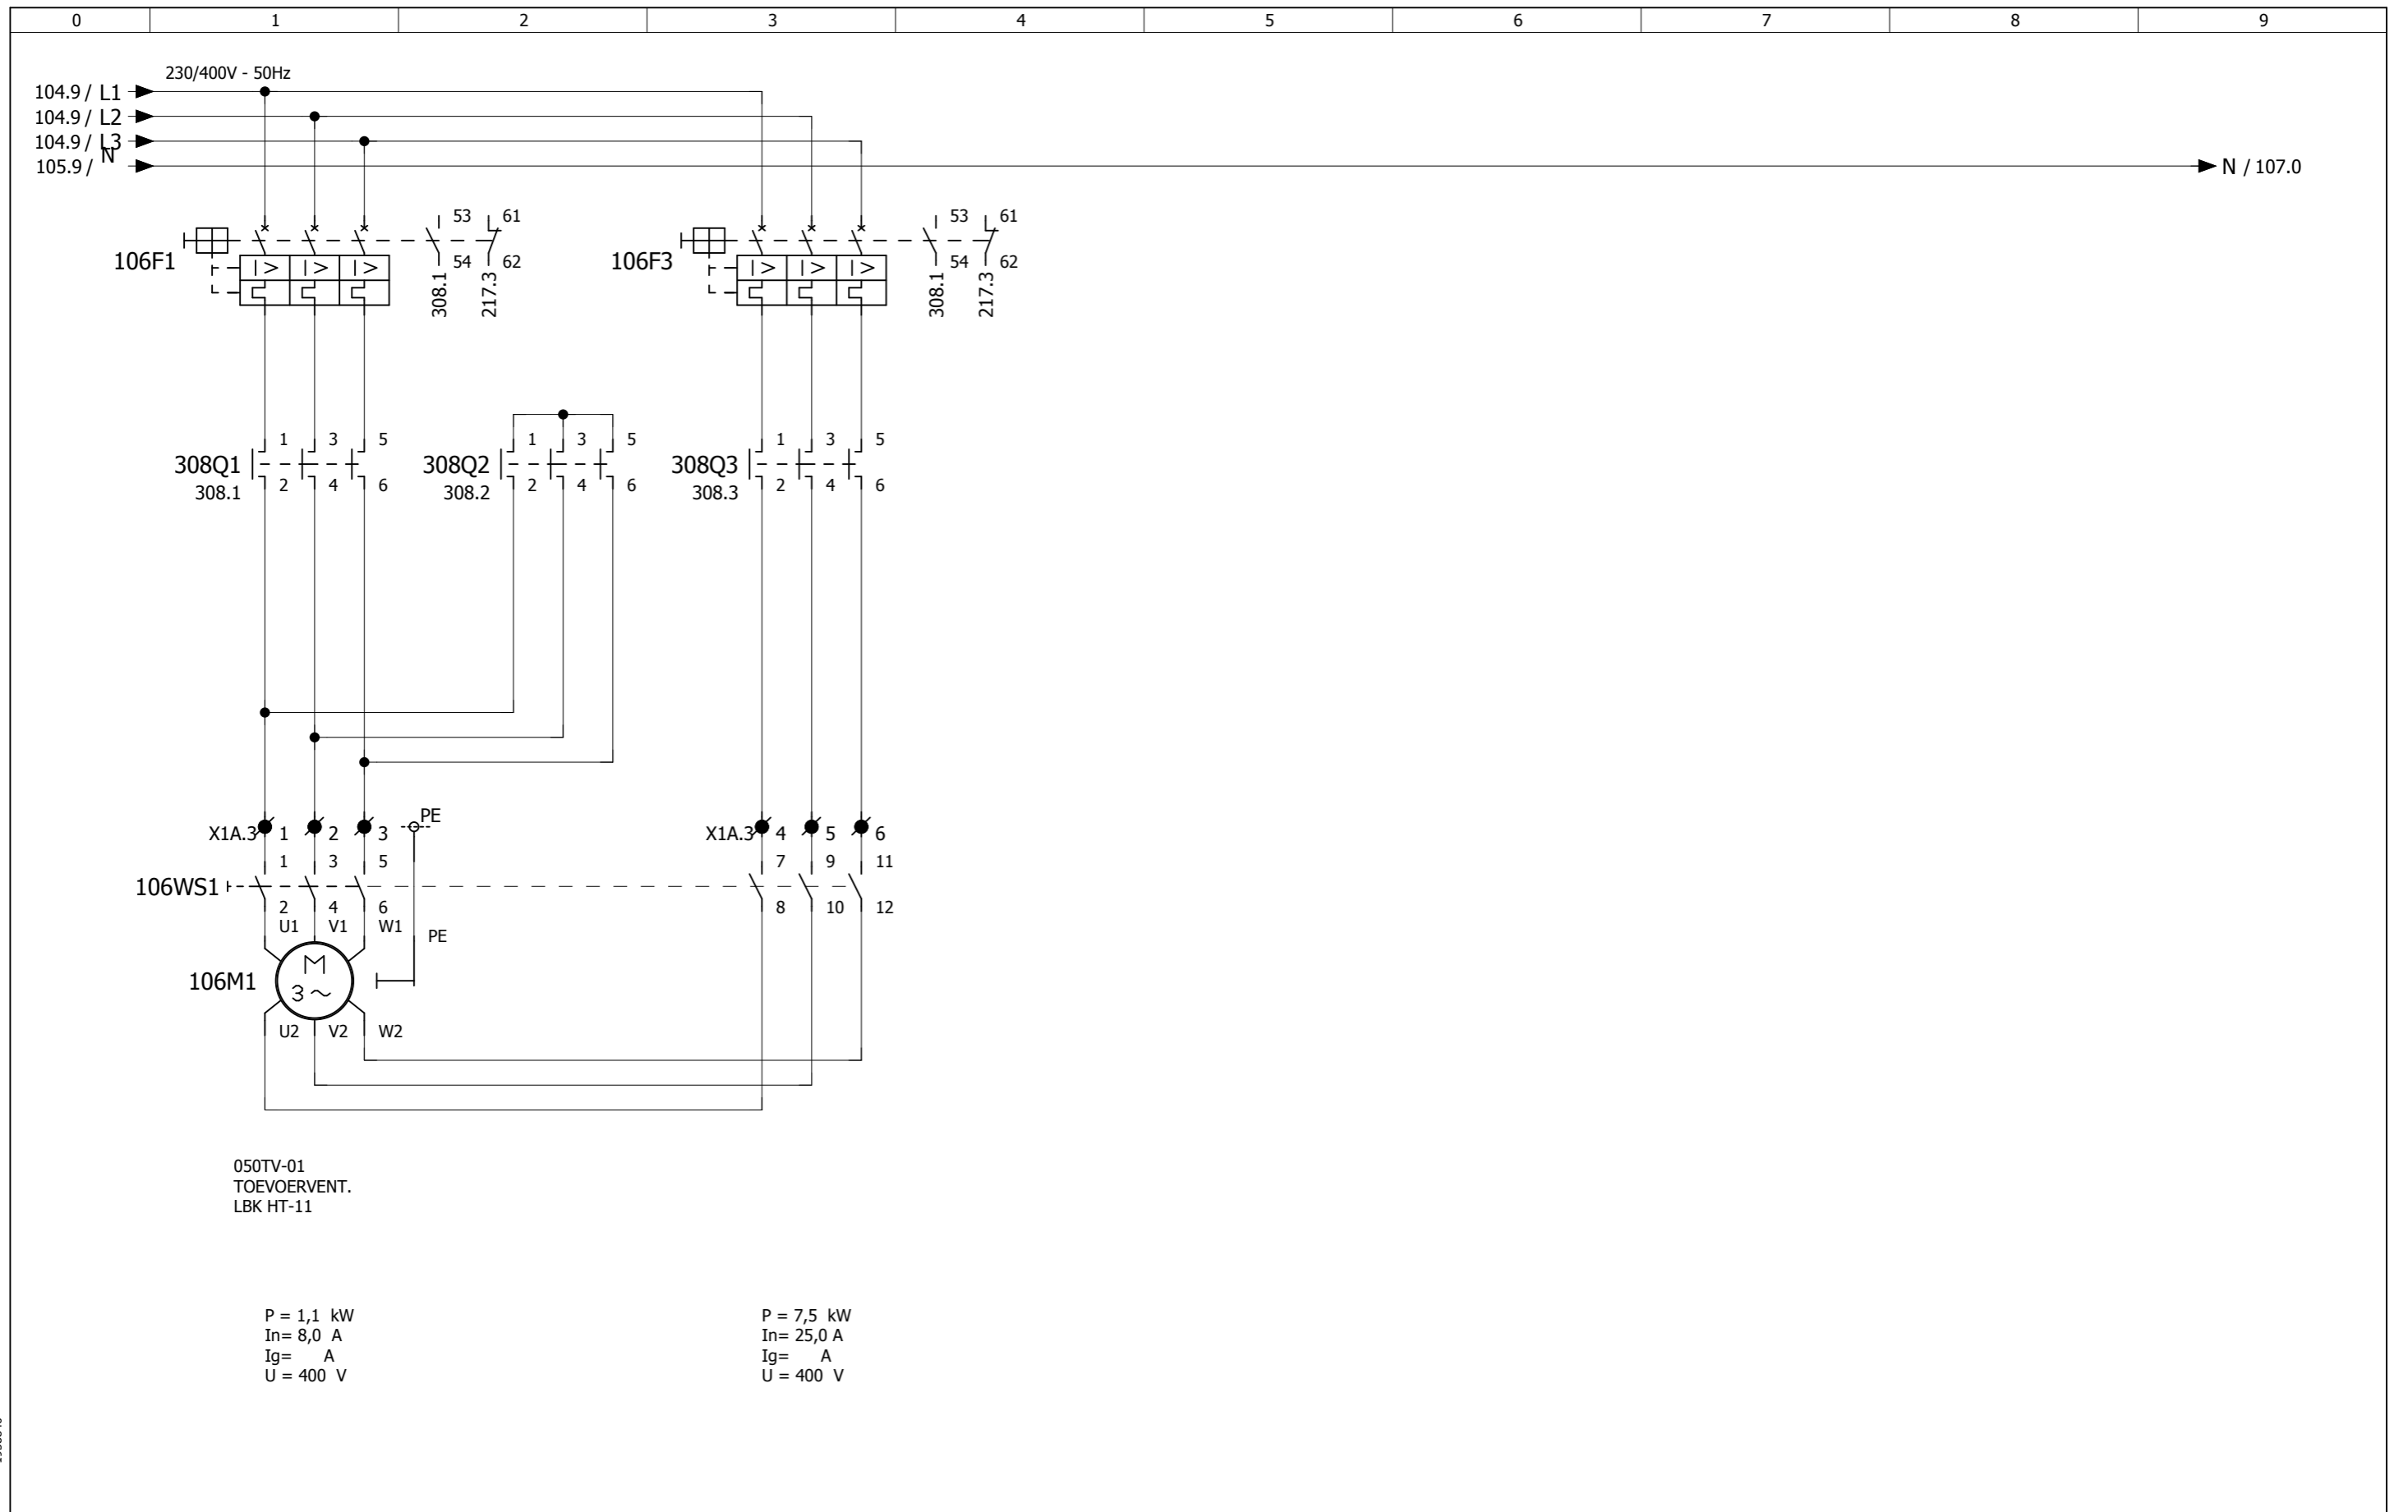 0 1 2 3 4 5 6 7 8 9
230/400V - 50Hz
104.9 / L1
104.9 / L2
104.9 / L3
105.9 / N
N / 107.0
53 61 53 61
106F1 I > I > I > 54 62 106F3 I > I > I > 54 62
308.1 217.3 308.1 217.3
1 3 5 1 3 5 1 3 5
308Q1 308Q2 308Q3
2 4 6 2 4 6 2 4 6
308.1 308.2 308.3
PE
X1A.3 1 2 3 X1A.3 4 5 6
1 3 5 7 9 11
106WS1
2 4 6 8 10 12
U1 V1 W1
PE
M
106M1
3 ~
U2 V2 W2
050TV-01
TOEVOERVENT.
LBK HT-11
P = 1,1 kW
In= 8,0 A
Ig= A
U = 400 V
P = 7,5 kW
In= 25,0 A
Ig= A
U = 400 V